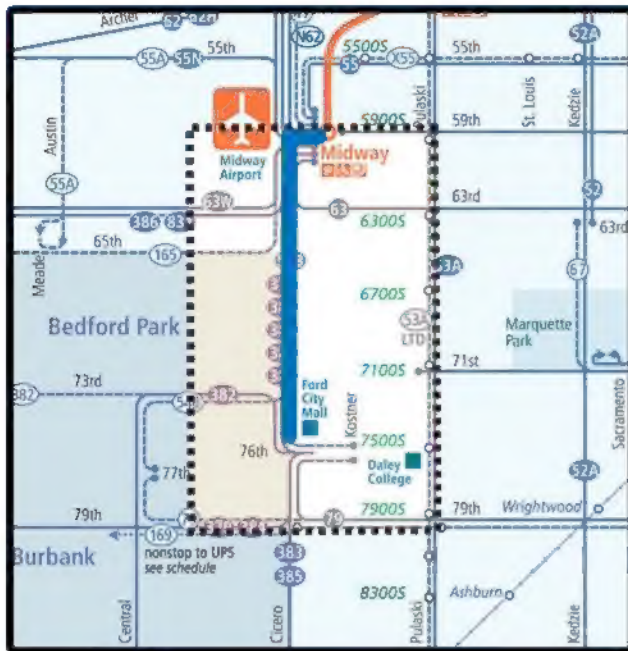 Archer
62
N62
5500S
52A
55th
55A
55N
55
X55
55th
5900S
59th
Austin
Pulaski
St. Louis
Kedzie
Midway
Airport
Midway
55A
63W
63
63rd
52
386
6300S
63rd
65th
165
Meade
6700S
53A
67
53A
LTD
Marquette
Park
Bedford Park
7100S
71st
73rd
382
382
Ford
City
Mall
Kostner
Sacramento
7500S
76th
77th
Daley
College
52A
79th
7900S
79th
79
Wrightwood
169
nonstop to UPS
see schedule
Burbank
383
385
8300S
Ashburn
Central
Cicero
Pulaski
Kedzie